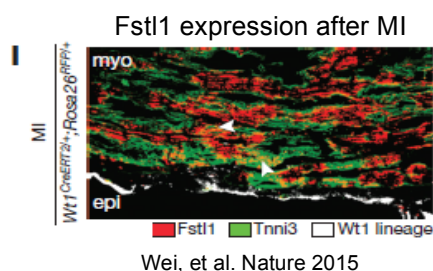 Fstl1 expression after MI
I
MI
Wt1CreERT2/+;Rosa26RFP/+
myo
epi
Fstl1 Tnni3 Wt1 lineage
Wei, et al. Nature 2015